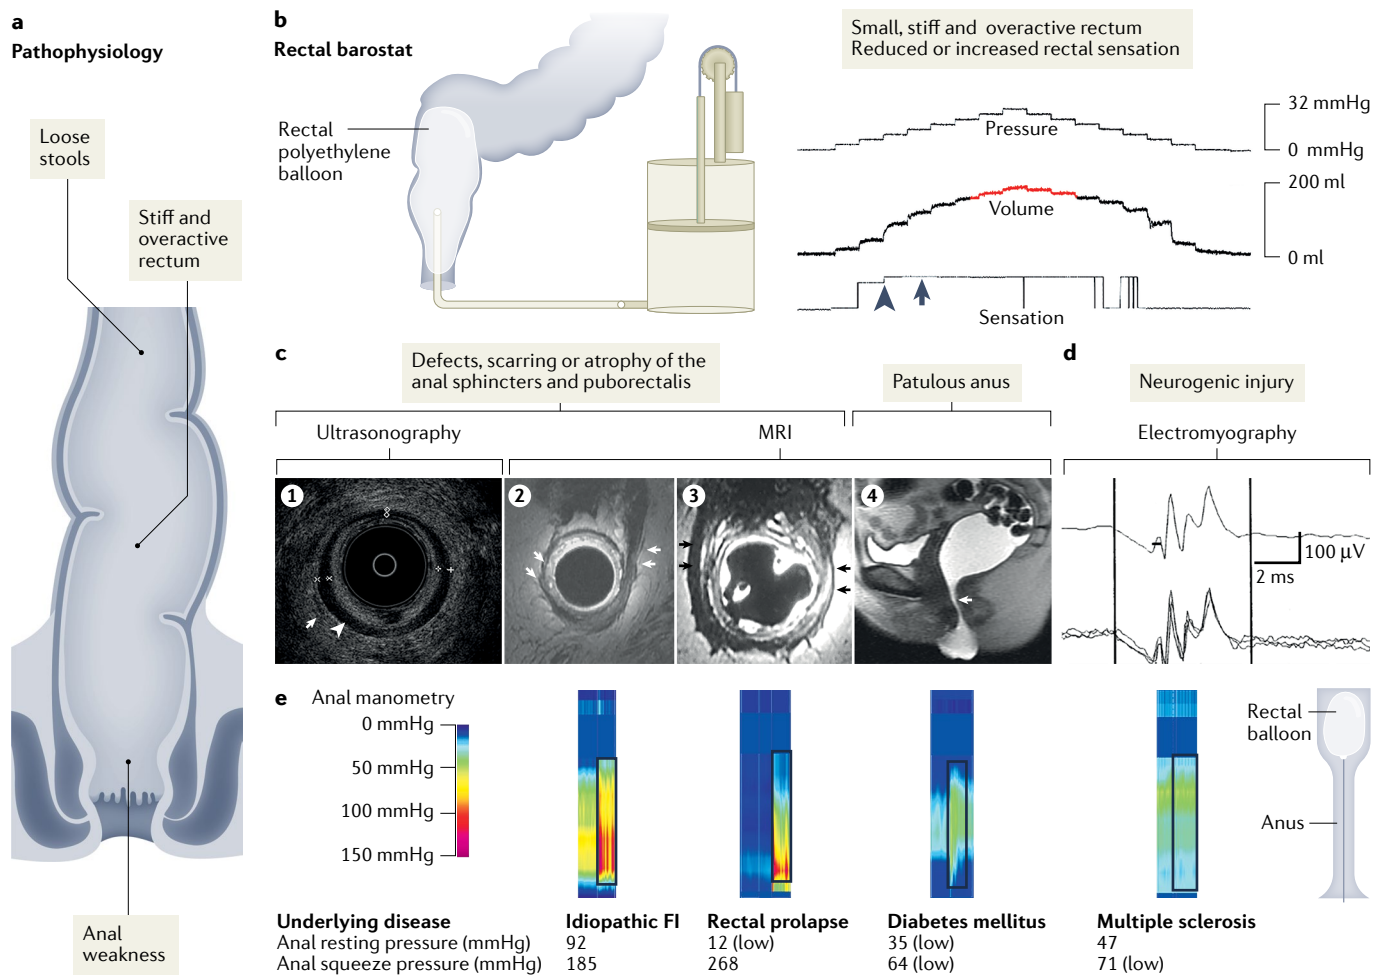 a
Pathophysiology
Loose
stools
Stiff and
overactive
rectum
Anal
weakness
b
Rectal barostat
Rectal
polyethylene
balloon
Small, stiff and overactive rectum
Reduced or increased rectal sensation
Pressure
32 mmHg
0 mmHg
Volume
200 ml
0 ml
Sensation
c
Defects, scarring or atrophy of the
anal sphincters and puborectalis
Patulous anus
Ultrasonography
MRI
1
2
3
4
d
Neurogenic injury
Electromyography
100 µV
2 ms
e
Anal manometry
0 mmHg
50 mmHg
100 mmHg
150 mmHg
Rectal
balloon
Anus
Underlying disease Idiopathic FI Rectal prolapse Diabetes mellitus Multiple sclerosis
Anal resting pressure (mmHg) 92 12 (low) 35 (low) 47
Anal squeeze pressure (mmHg) 185 268 64 (low) 71 (low)